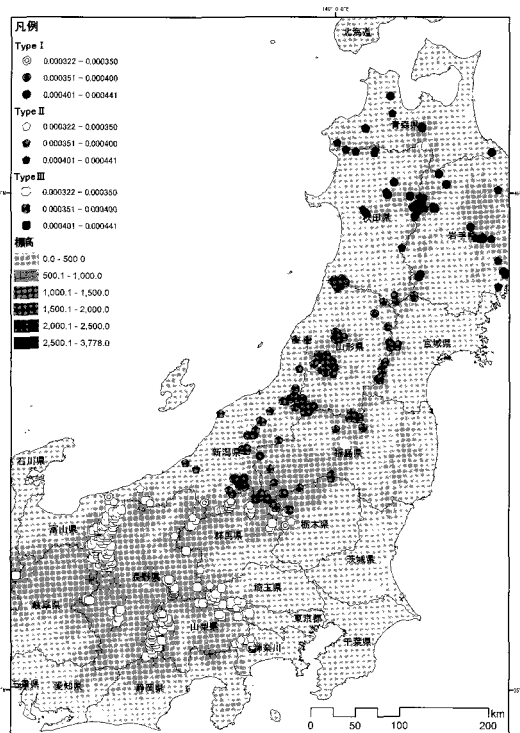 凡例
Type Ⅰ
0.000322 - 0.000350
0.000351 - 0.000400
0.000401 - 0.000441
Type Ⅱ
0.000322 - 0.000350
0.000351 - 0.000400
0.000401 - 0.000441
Type Ⅲ
0.000322 - 0.000350
0.000351 - 0.000400
0.000401 - 0.000441
標高
0.0 - 500.0
500.1 - 1,000.0
1,000.1 - 1,500.0
1,500.1 - 2,000.0
2,000.1 - 2,500.0
2,500.1 - 3,778.0
北海道
青森県
秋田県
岩手県
山形県
宮城県
新潟県
福島県
石川県
富山県
群馬県
栃木県
長野県
茨城県
岐阜県
埼玉県
山梨県
東京都
千葉県
神奈川
三重県
愛知県
静岡県
km
0 50 100 200